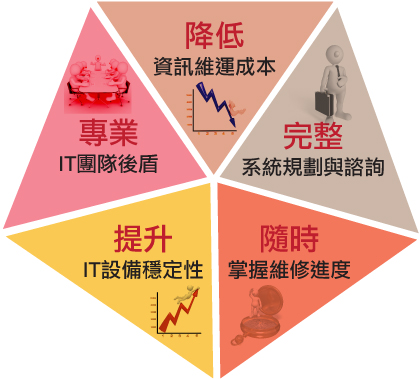 降低
資訊維運成本
專業
IT團隊後盾
完整
系統規劃與諮詢
提升
IT設備穩定性
隨時
掌握維修進度